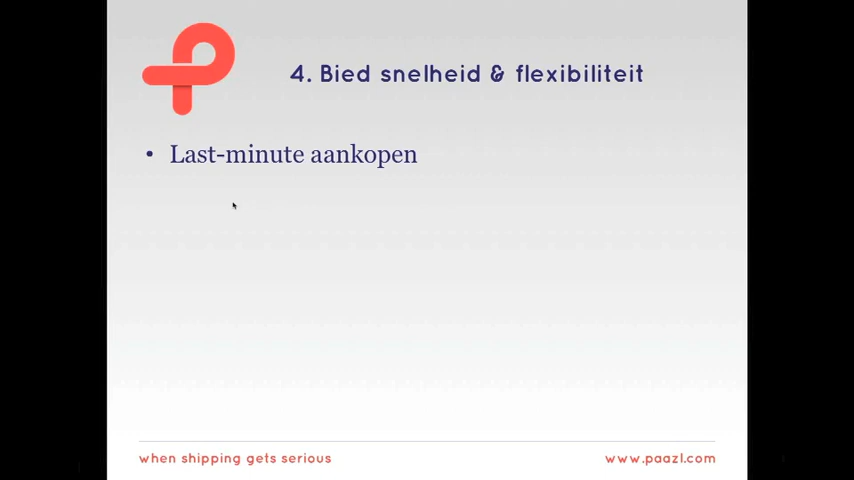 4. Bied snelheid & flexibiliteit
• Last-minute aankopen
when shipping gets serious
www.paazl.com